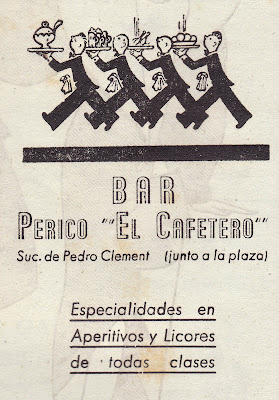 BAR
PERICO "EL CAFETERO"
Suc. de Pedro Clement (junto a la plaza)
Especialidades en
Aperitivos y Licores
de todas clases